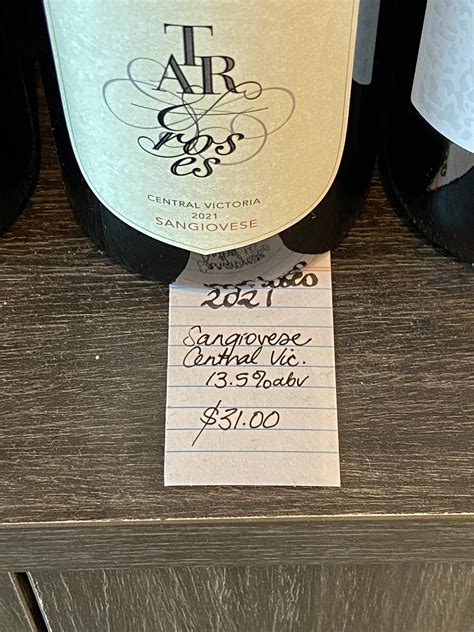 TAR
& roses
CENTRAL VICTORIA
2021
SANGIOVESE
2021
Sangiovese
Central Vic.
13.5%abv
$31.00